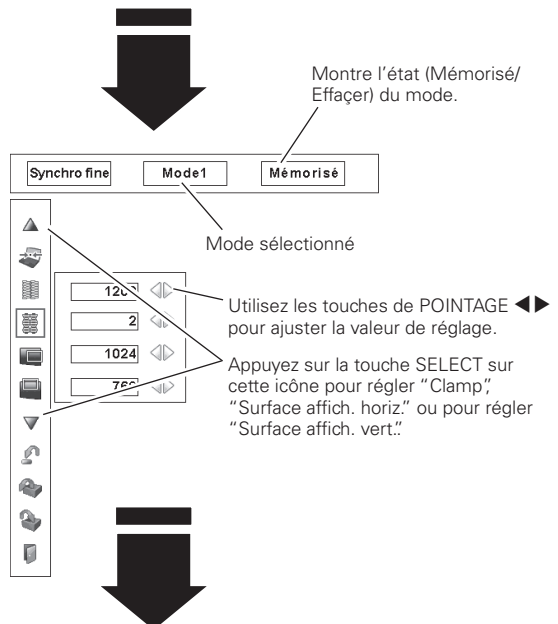 Montre l'état (Mémorisé/
Effaçer) du mode.
Synchro fine
Mode1
Mémorisé
Mode sélectionné
2
1024
Utilisez les touches de POINTAGE ◀▶
pour ajuster la valeur de réglage.
Appuyez sur la touche SELECT sur
cette icône pour régler “Clamp”,
“Surface affich. horiz.” ou pour régler
“Surface affich. vert.”.